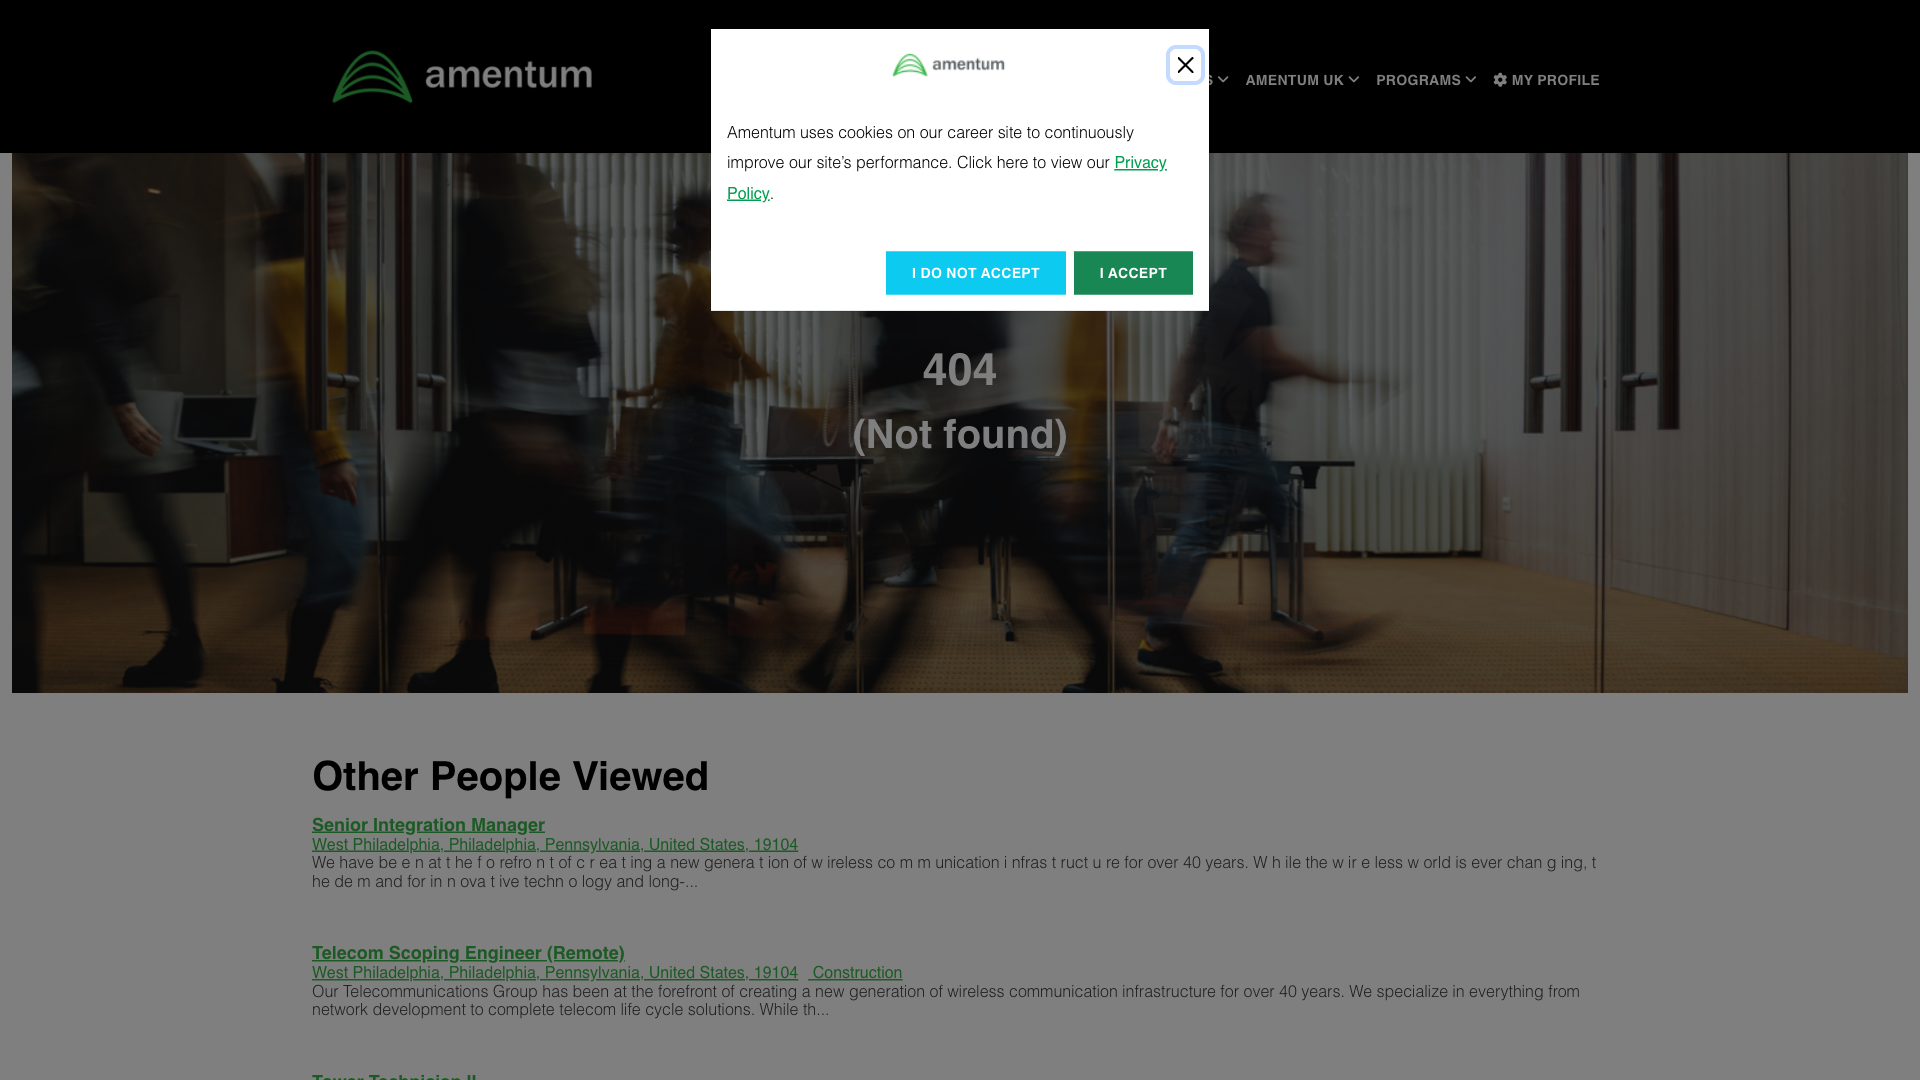 amentum
amentum
AMENTUM UK
PROGRAMS
MY PROFILE
Amentum uses cookies on our career site to continuously
improve our site’s performance. Click here to view our Privacy
Policy.
I DO NOT ACCEPT
I ACCEPT
404
(Not found)
Other People Viewed
Senior Integration Manager
West Philadelphia, Philadelphia, Pennsylvania, United States, 19104
We have be e n at t he f o refro n t of c r ea t ing a new genera t ion of w ireless co m m unication i nfras t ruct u re for over 40 years. W h ile the w ir e less w orld is ever chan g ing, t
he de m and for in n ova t ive techn o logy and long-...
Telecom Scoping Engineer (Remote)
West Philadelphia, Philadelphia, Pennsylvania, United States, 19104 Construction
Our Telecommunications Group has been at the forefront of creating a new generation of wireless communication infrastructure for over 40 years. We specialize in everything from
network development to complete telecom life cycle solutions. While th...
Tower Technician II